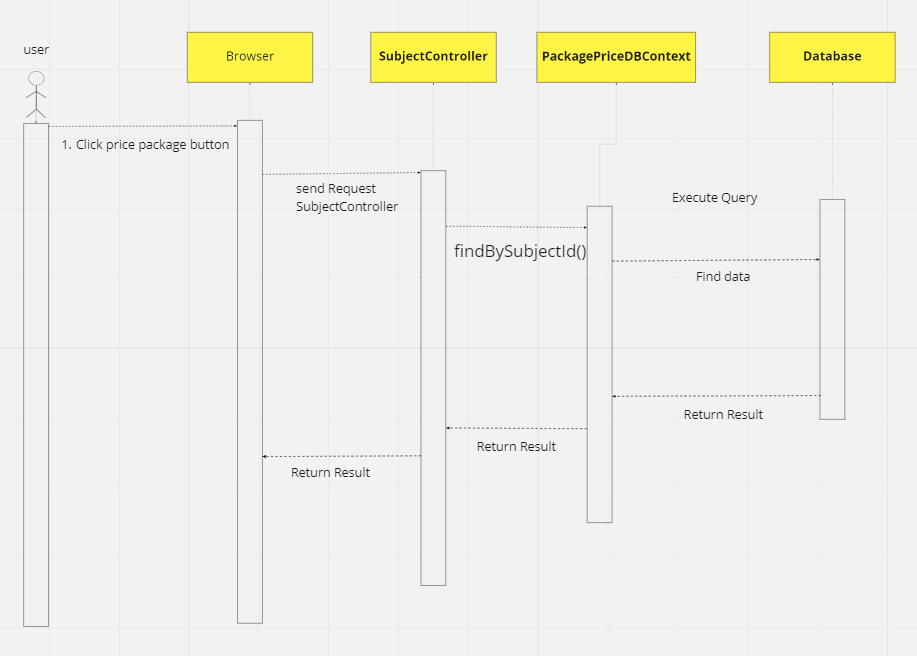 user
Browser
SubjectController
PackagePriceDBContext
Database
1. Click price package button
send Request
SubjectController
Execute Query
findBySubjectId()
Find data
Return Result
Return Result
Return Result